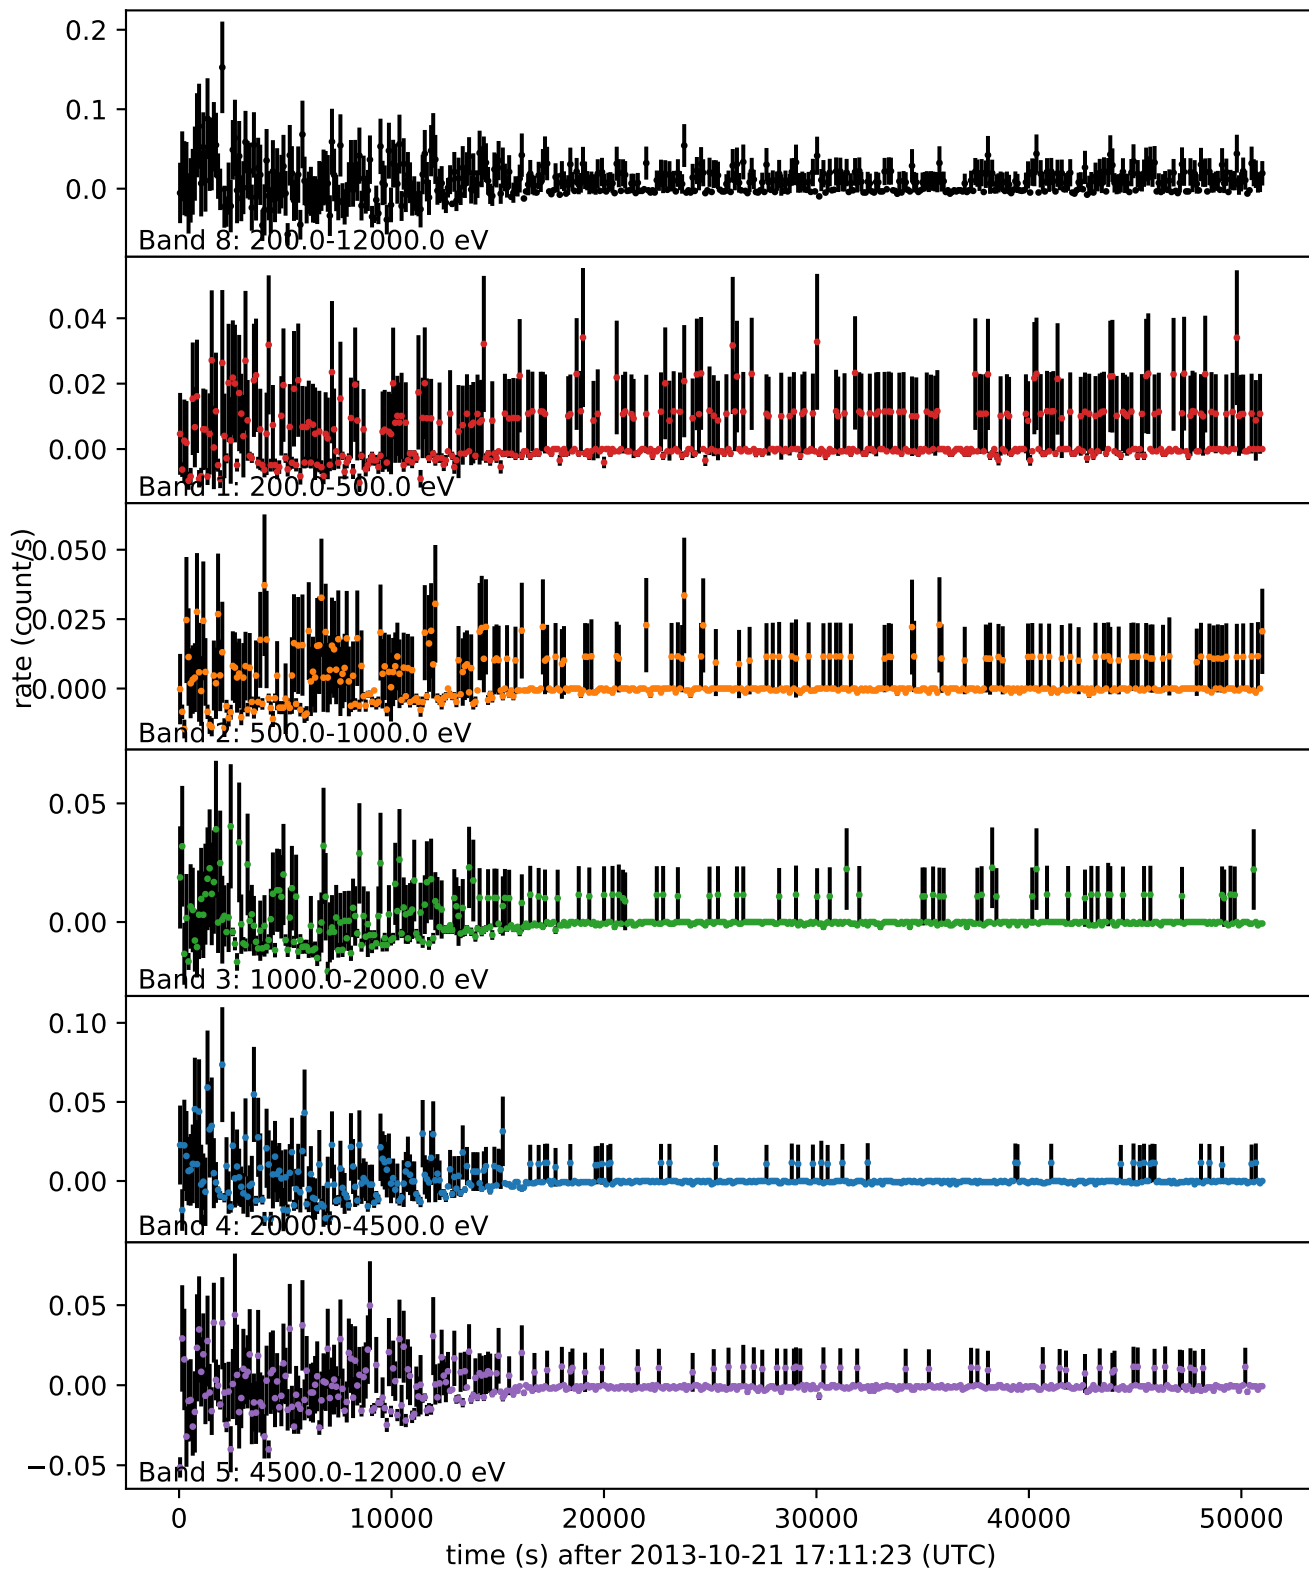 0.2
0.1
0.0
Band 8: 200.0-12000.0 eV
0.04
0.02
0.00
Band 1: 200.0-500.0 eV
rate (count/s)
0.050
0.025
0.000
Band 2: 500.0-1000.0 eV
0.05
0.00
Band 3: 1000.0-2000.0 eV
0.10
0.05
0.00
Band 4: 2000.0-4500.0 eV
0.05
0.00
−0.05
Band 5: 4500.0-12000.0 eV
0 10000 20000 30000 40000 50000
time (s) after 2013-10-21 17:11:23 (UTC)